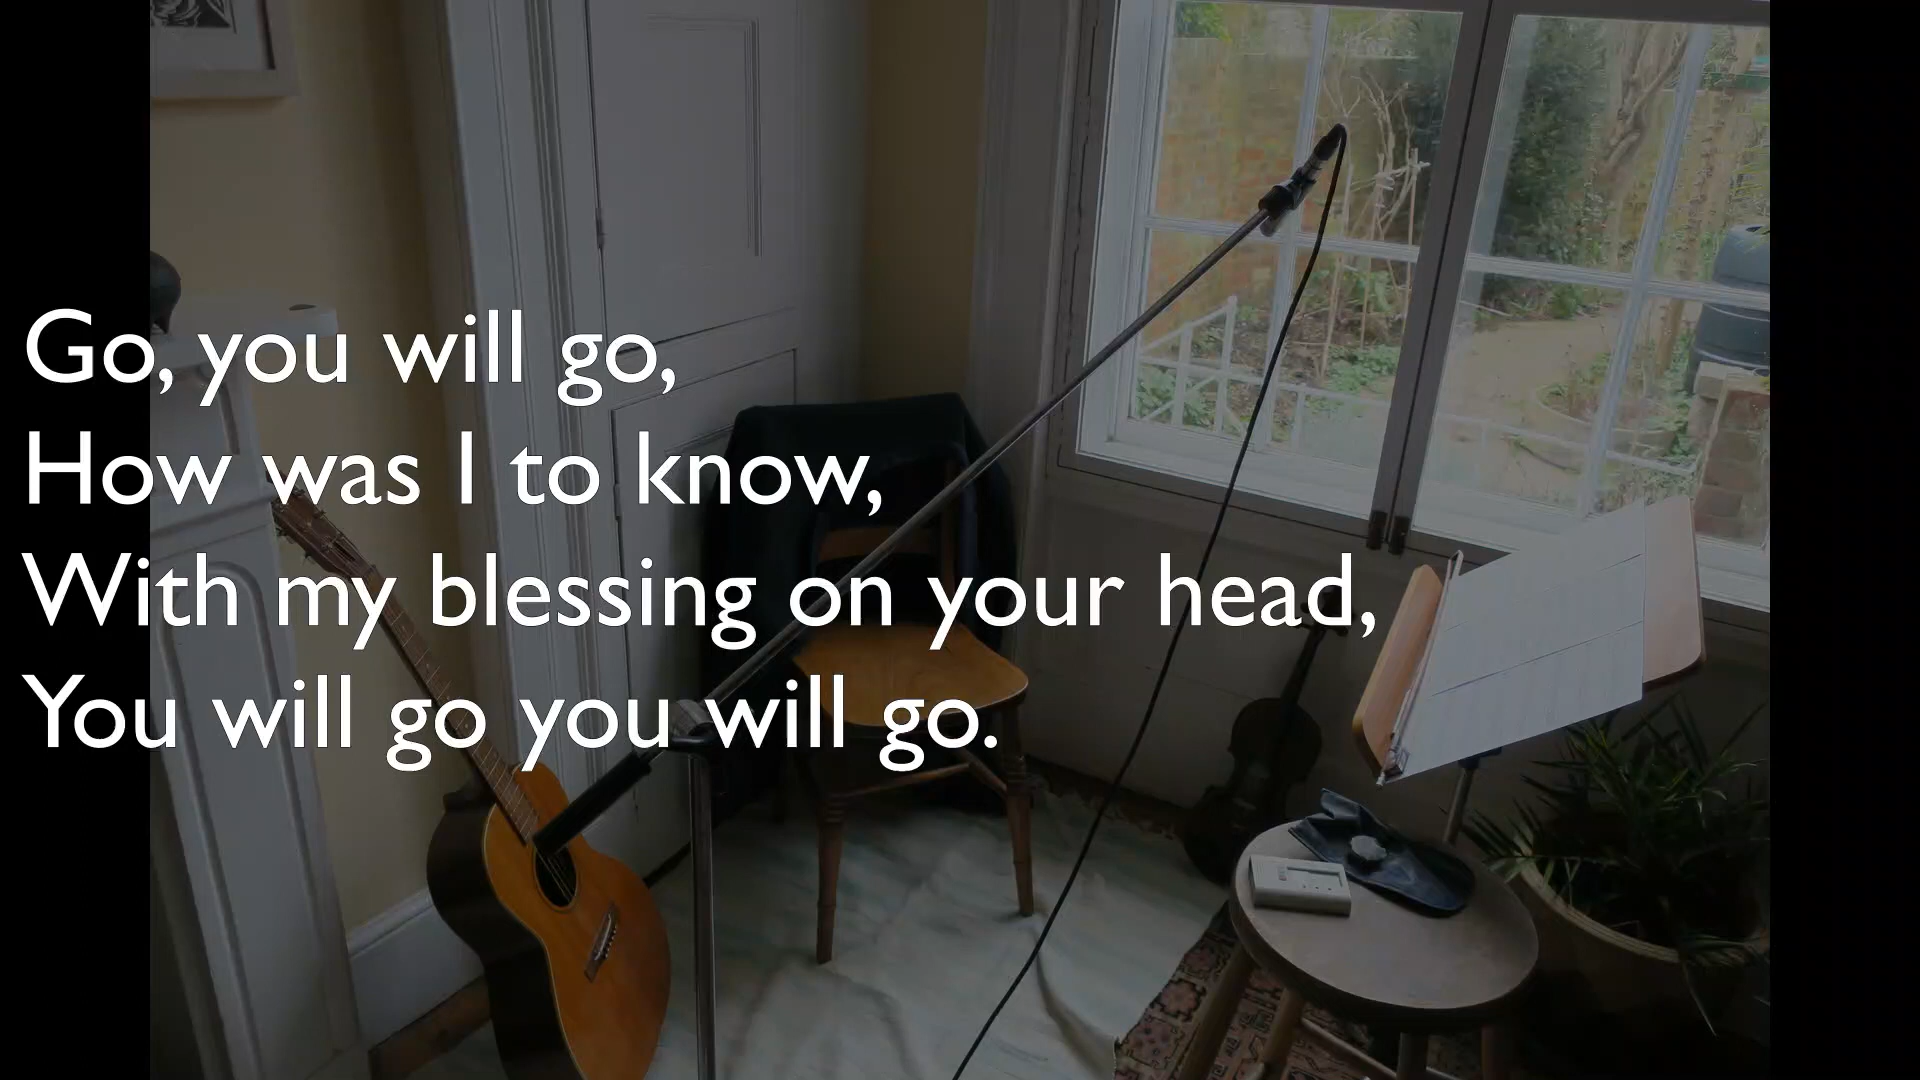 Go, you will go,
How was I to know,
With my blessing on your head,
You will go you will go.